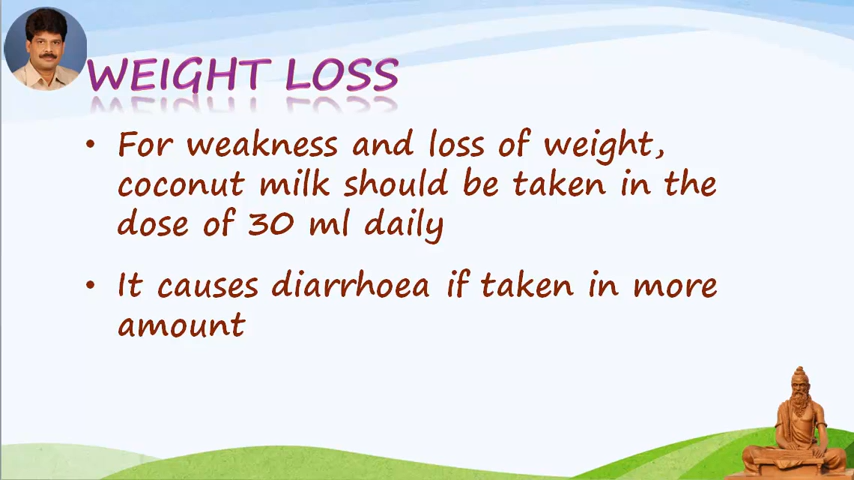 WEIGHT LOSS
• For weakness and loss of weight,
coconut milk should be taken in the
dose of 30 ml daily
• It causes diarrhoea if taken in more
amount